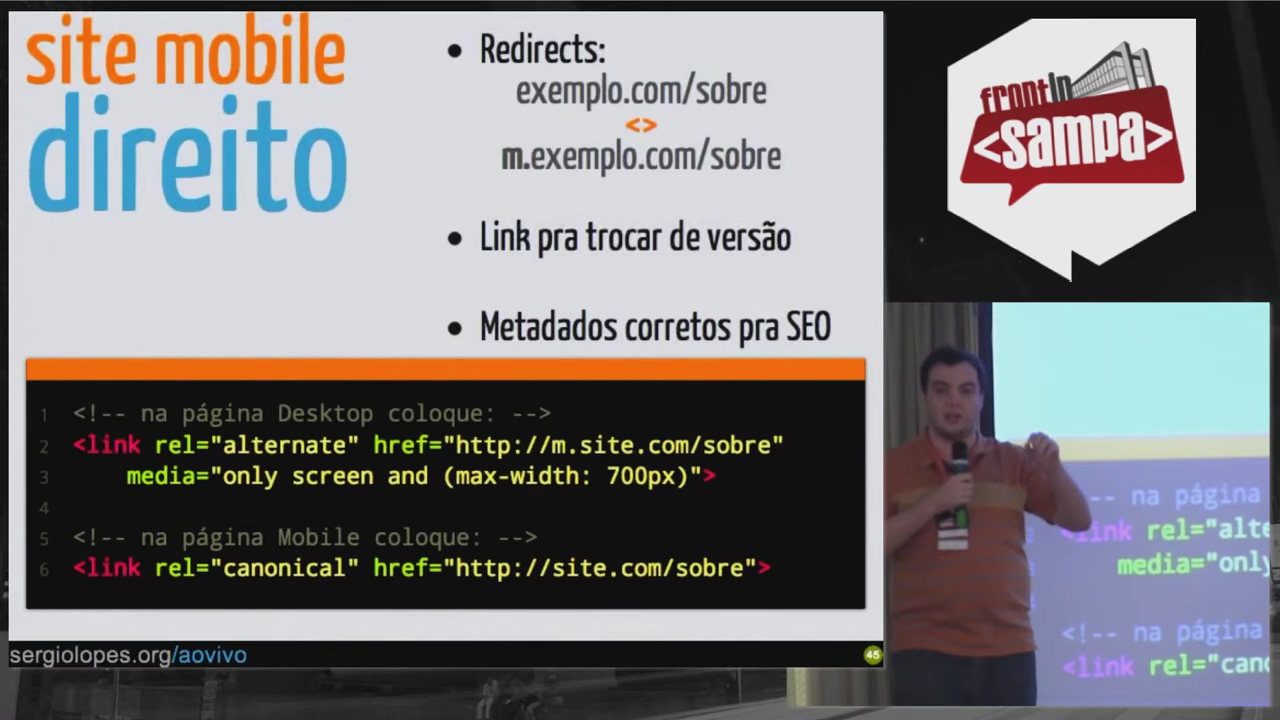 site mobile
direito
• Redirects:
exemplo.com/sobre
<>
m.exemplo.com/sobre
• Link pra trocar de versão
• Metadados corretos pra SEO
1 <!-- na página Desktop coloque: -->
2 <link rel="alternate" href="http://m.site.com/sobre"
3 media="only screen and (max-width: 700px)">
4
5 <!-- na página Mobile coloque: -->
6 <link rel="canonical" href="http://site.com/sobre">
sergiolopes.org/aovivo
45
frontIn
<sampa>
-- na página
<link rel="alte
media="only
<!-- na página
<link rel="cano